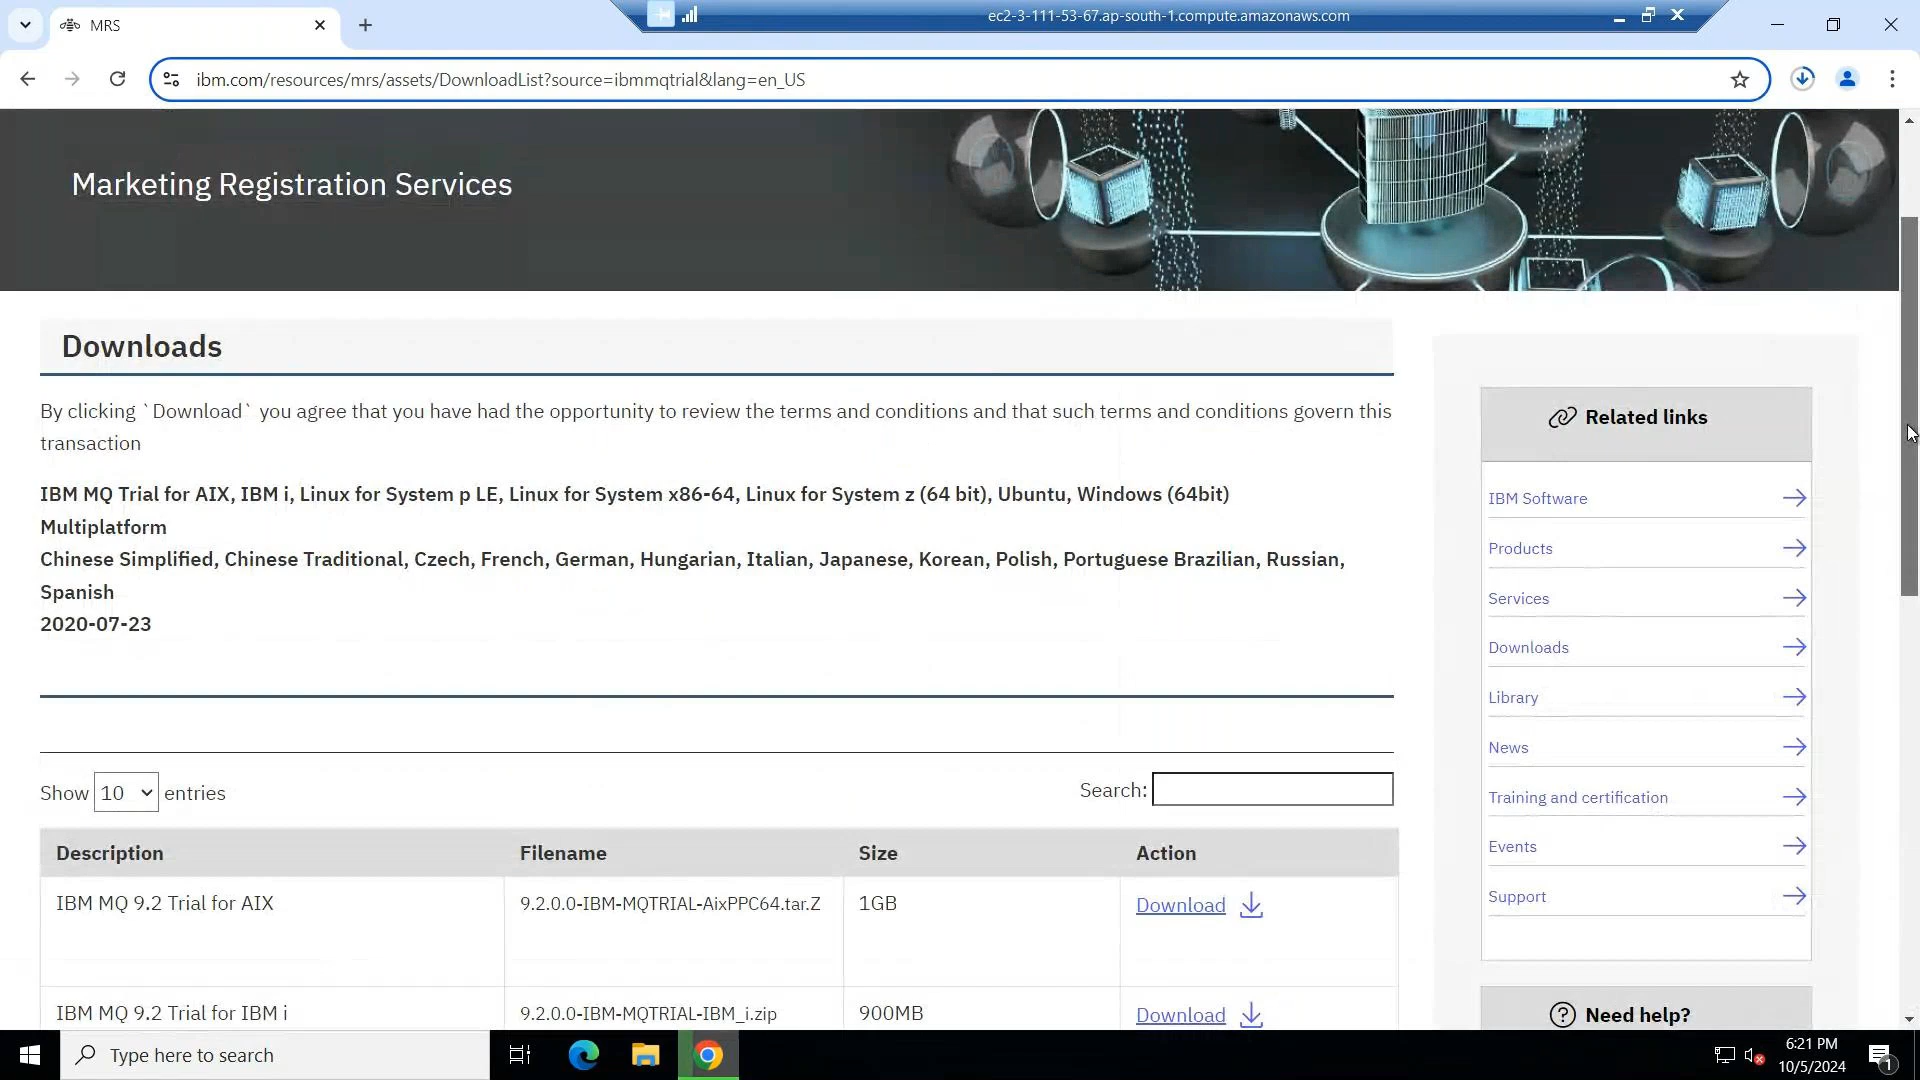 MRS
ec2-3-111-53-67.ap-south-1.compute.amazonaws.com
ibm.com/resources/mrs/assets/DownloadList?source=ibmmqtrial&lang=en_US
Marketing Registration Services
Downloads
By clicking `Download` you agree that you have had the opportunity to review the terms and conditions and that such terms and conditions govern this
transaction
IBM MQ Trial for AIX, IBM i, Linux for System p LE, Linux for System x86-64, Linux for System z (64 bit), Ubuntu, Windows (64bit)
Multiplatform
Chinese Simplified, Chinese Traditional, Czech, French, German, Hungarian, Italian, Japanese, Korean, Polish, Portuguese Brazilian, Russian,
Spanish
2020-07-23
Show 10 entries
Search:
Description Filename Size Action
IBM MQ 9.2 Trial for AIX 9.2.0.0-IBM-MQTRIAL-AixPPC64.tar.Z 1GB Download
IBM MQ 9.2 Trial for IBM i 9.2.0.0-IBM-MQTRIAL-IBM_i.zip 900MB Download
Related links
IBM Software
Products
Services
Downloads
Library
News
Training and certification
Events
Support
Need help?
Type here to search
6:21 PM
10/5/2024
1